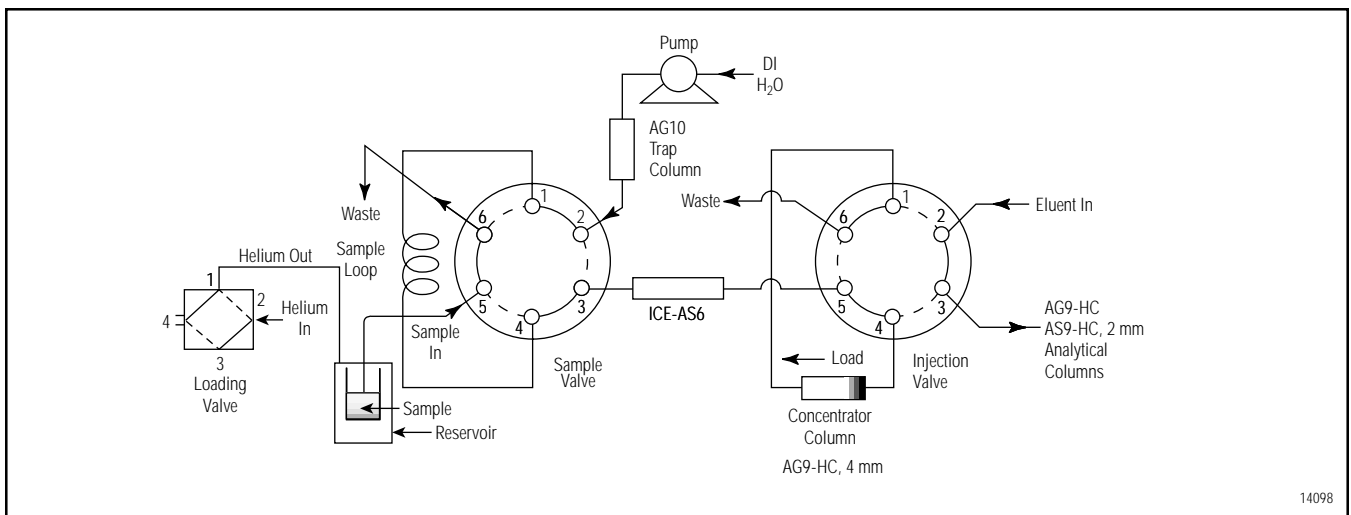 Pump
DI
H₂O
AG10
Trap
Column
Waste
Sample
Loop
1
2
3
4
5
6
Sample
Valve
Helium Out
1
2
3
4
Helium
In
Loading
Valve
Sample
In
Sample
Reservoir
ICE-AS6
Waste
1
2
3
4
5
6
Eluent In
AG9-HC
AS9-HC, 2 mm
Analytical
Columns
Load
Injection
Valve
Concentrator
Column
AG9-HC, 4 mm
14098